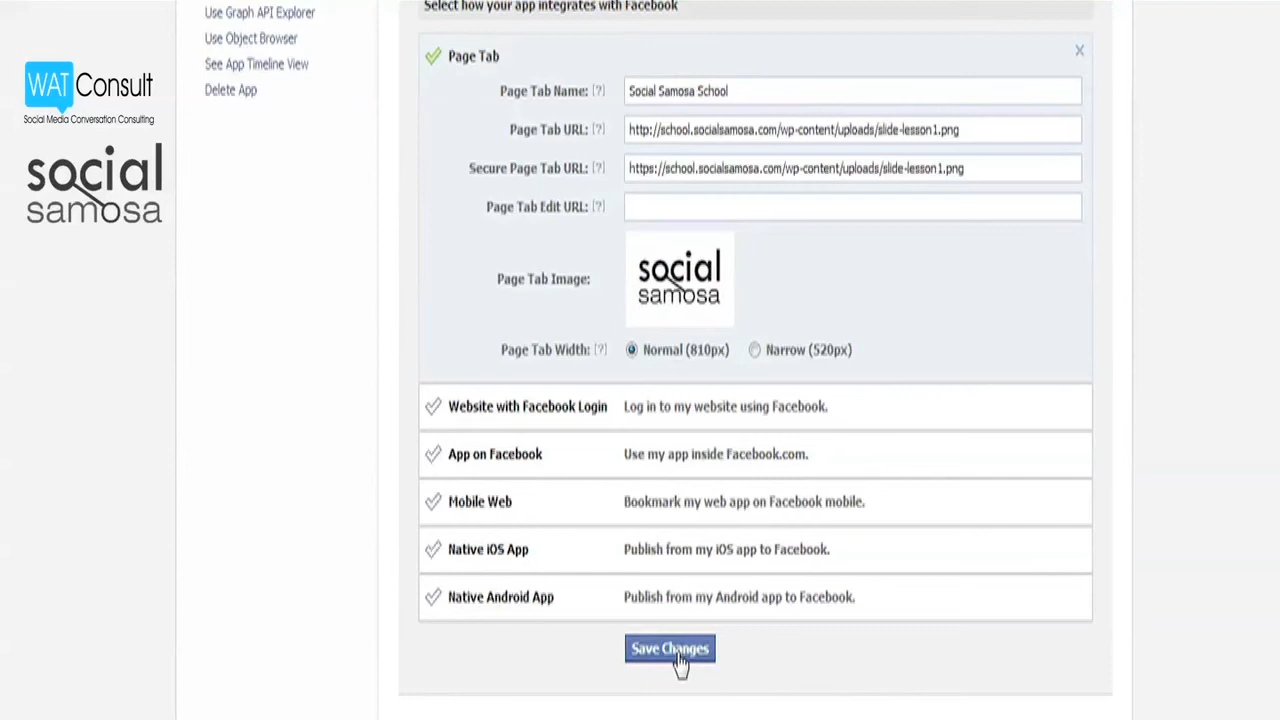 Select how your app integrates with Facebook
Use Graph API Explorer
Use Object Browser
See App Timeline View
Delete App
WATConsult
Social Media Conversation Consulting
social
samosa
Page Tab
Page Tab Name: [?] Social Samosa School
Page Tab URL: [?] http://school.socialsamosa.com/wp-content/uploads/slide-lesson1.png
Secure Page Tab URL: [?] https://school.socialsamosa.com/wp-content/uploads/slide-lesson1.png
Page Tab Edit URL: [?]
Page Tab Image:
social
samosa
Page Tab Width: [?] Normal (810px) Narrow (520px)
Website with Facebook Login Log in to my website using Facebook.
App on Facebook Use my app inside Facebook.com.
Mobile Web Bookmark my web app on Facebook mobile.
Native iOS App Publish from my iOS app to Facebook.
Native Android App Publish from my Android app to Facebook.
Save Changes